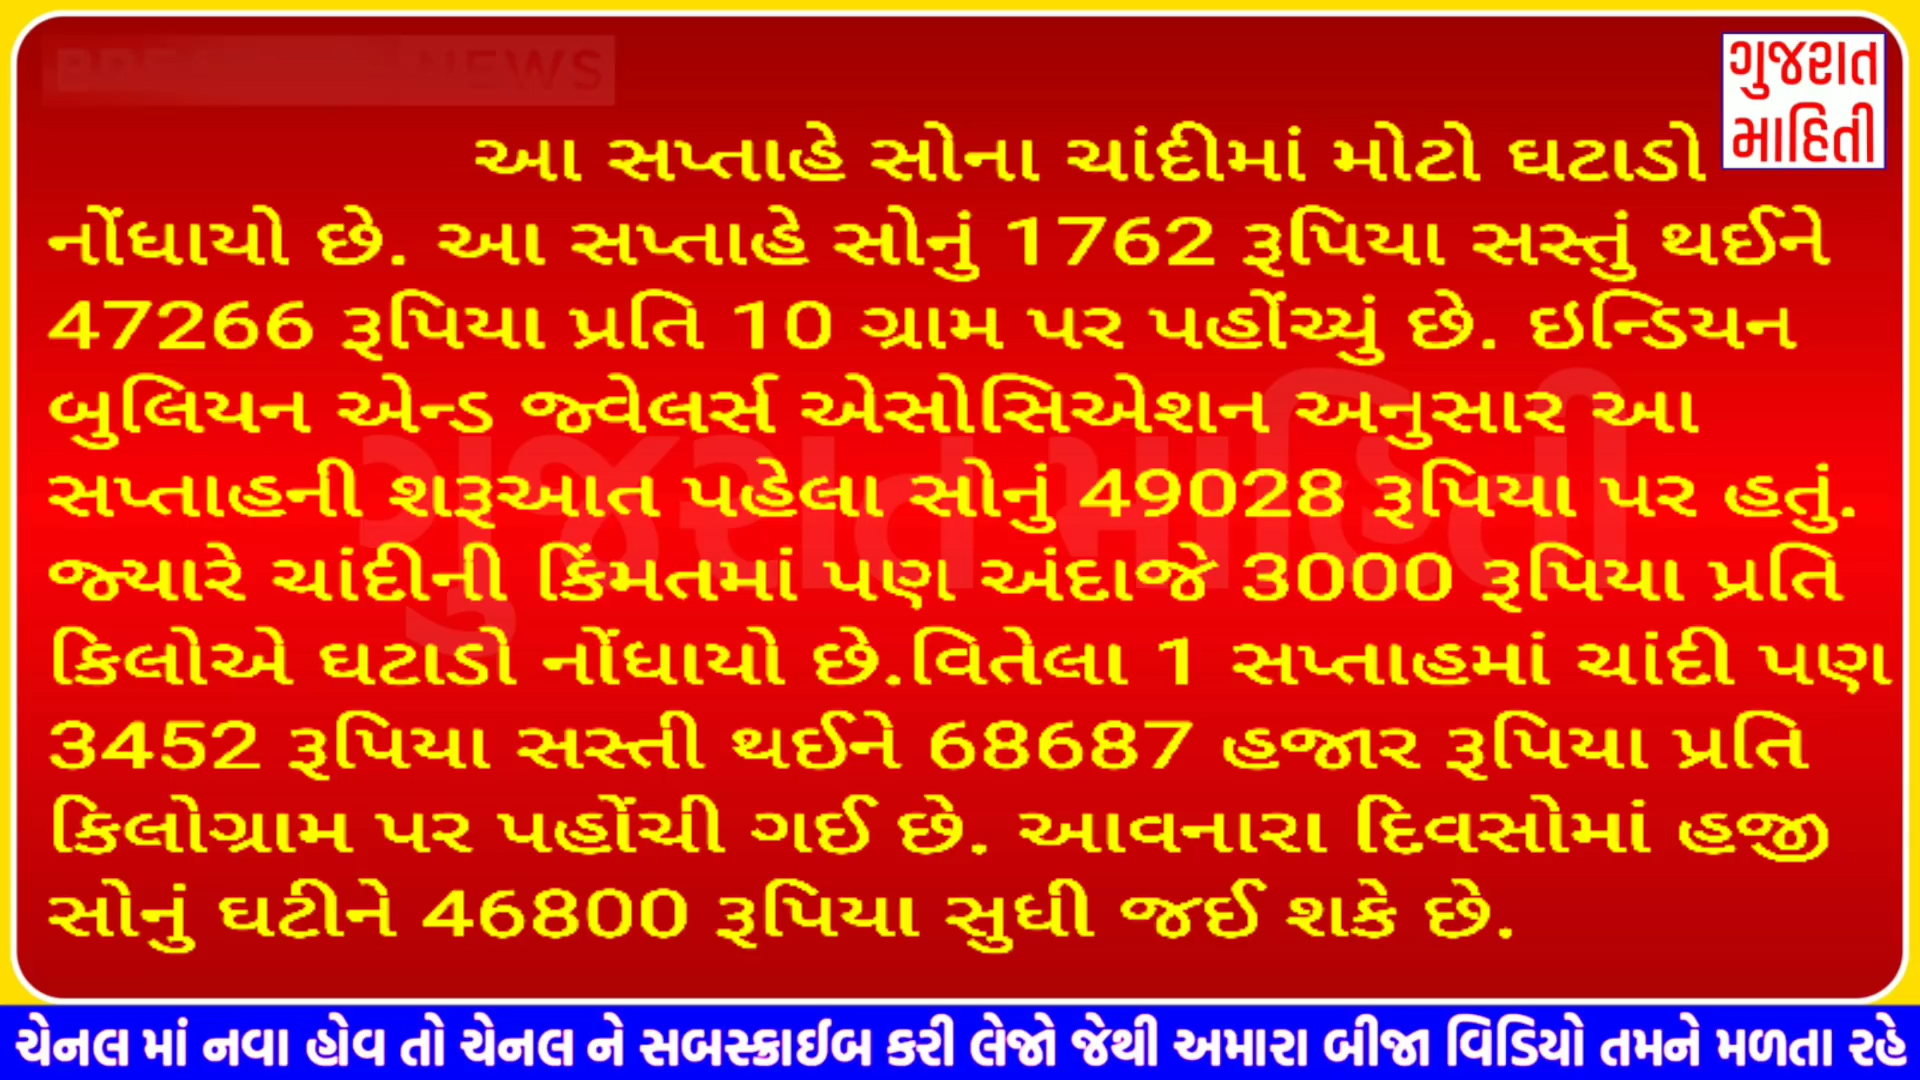 BREAKING NEWS
ગુજરાત
માહિતી
આ સપ્તાહે સોના ચાંદીમાં મોટો ઘટાડો
નોંધાયો છે. આ સપ્તાહે સોનું 1762 રૂપિયા સસ્તું થઈને
47266 રૂપિયા પ્રતિ 10 ગ્રામ પર પહોંચ્યું છે. ઇન્ડિયન
બુલિયન એન્ડ જ્વેલર્સ એસોસિએશન અનુસાર આ
સપ્તાહની શરૂઆત પહેલા સોનું 49028 રૂપિયા પર હતું.
જ્યારે ચાંદીની કિંમતમાં પણ અંદાજે 3000 રૂપિયા પ્રતિ
કિલોએ ઘટાડો નોંધાયો છે.વિતેલા 1 સપ્તાહમાં ચાંદી પણ
3452 રૂપિયા સસ્તી થઈને 68687 હજાર રૂપિયા પ્રતિ
કિલોગ્રામ પર પહોંચી ગઈ છે. આવનારા દિવસોમાં હજી
સોનું ઘટીને 46800 રૂપિયા સુધી જઈ શકે છે.
ગુજરાત માહિતી
ચેનલ માં નવા હોવ તો ચેનલ ને સબસ્ક્રાઈબ કરી લેજો જેથી અમારા બીજા વિડિયો તમને મળતા રહે